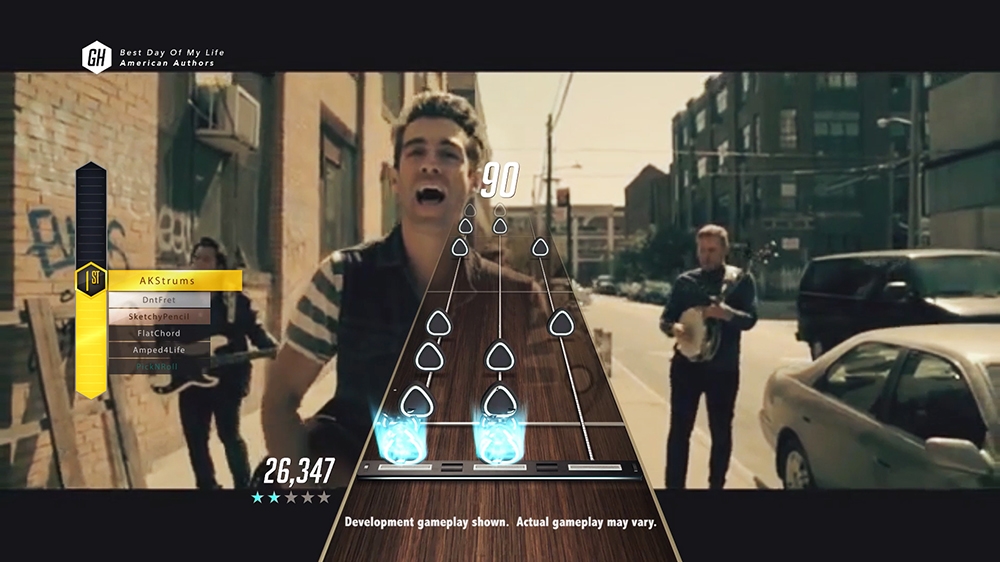 GH
Best Day Of My Life
American Authors
90
1ST
AKStrums
DntFret
SketchyPencil
FlatChord
Amped4Life
PickNRoll
26,347
Development gameplay shown. Actual gameplay may vary.